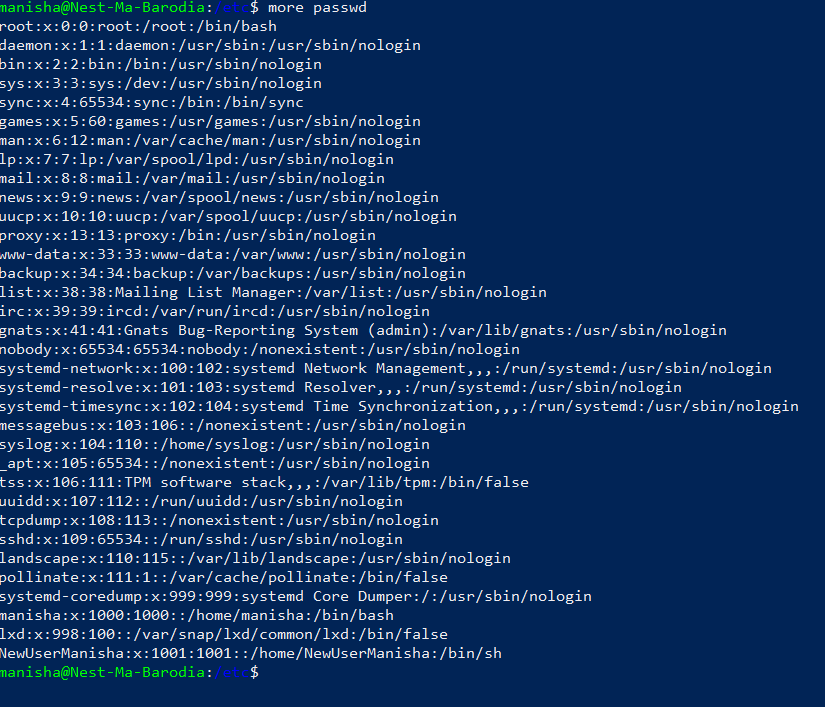 manisha@Nest-Ma-Barodia:/etc$ more passwd
root:x:0:0:root:/root:/bin/bash
daemon:x:1:1:daemon:/usr/sbin:/usr/sbin/nologin
bin:x:2:2:bin:/bin:/usr/sbin/nologin
sys:x:3:3:sys:/dev:/usr/sbin/nologin
sync:x:4:65534:sync:/bin:/bin/sync
games:x:5:60:games:/usr/games:/usr/sbin/nologin
man:x:6:12:man:/var/cache/man:/usr/sbin/nologin
lp:x:7:7:lp:/var/spool/lpd:/usr/sbin/nologin
mail:x:8:8:mail:/var/mail:/usr/sbin/nologin
news:x:9:9:news:/var/spool/news:/usr/sbin/nologin
uucp:x:10:10:uucp:/var/spool/uucp:/usr/sbin/nologin
proxy:x:13:13:proxy:/bin:/usr/sbin/nologin
www-data:x:33:33:www-data:/var/www:/usr/sbin/nologin
backup:x:34:34:backup:/var/backups:/usr/sbin/nologin
list:x:38:38:Mailing List Manager:/var/list:/usr/sbin/nologin
irc:x:39:39:ircd:/var/run/ircd:/usr/sbin/nologin
gnats:x:41:41:Gnats Bug-Reporting System (admin):/var/lib/gnats:/usr/sbin/nologin
nobody:x:65534:65534:nobody:/nonexistent:/usr/sbin/nologin
systemd-network:x:100:102:systemd Network Management,,,:/run/systemd:/usr/sbin/nologin
systemd-resolve:x:101:103:systemd Resolver,,,:/run/systemd:/usr/sbin/nologin
systemd-timesync:x:102:104:systemd Time Synchronization,,,:/run/systemd:/usr/sbin/nologin
messagebus:x:103:106::/nonexistent:/usr/sbin/nologin
syslog:x:104:110::/home/syslog:/usr/sbin/nologin
_apt:x:105:65534::/nonexistent:/usr/sbin/nologin
tss:x:106:111:TPM software stack,,,:/var/lib/tpm:/bin/false
uuidd:x:107:112::/run/uuidd:/usr/sbin/nologin
tcpdump:x:108:113::/nonexistent:/usr/sbin/nologin
sshd:x:109:65534::/run/sshd:/usr/sbin/nologin
landscape:x:110:115::/var/lib/landscape:/usr/sbin/nologin
pollinate:x:111:1::/var/cache/pollinate:/bin/false
systemd-coredump:x:999:999:systemd Core Dumper:/:/usr/sbin/nologin
manisha:x:1000:1000::/home/manisha:/bin/bash
lxd:x:998:100::/var/snap/lxd/common/lxd:/bin/false
NewUserManisha:x:1001:1001::/home/NewUserManisha:/bin/sh
manisha@Nest-Ma-Barodia:/etc$